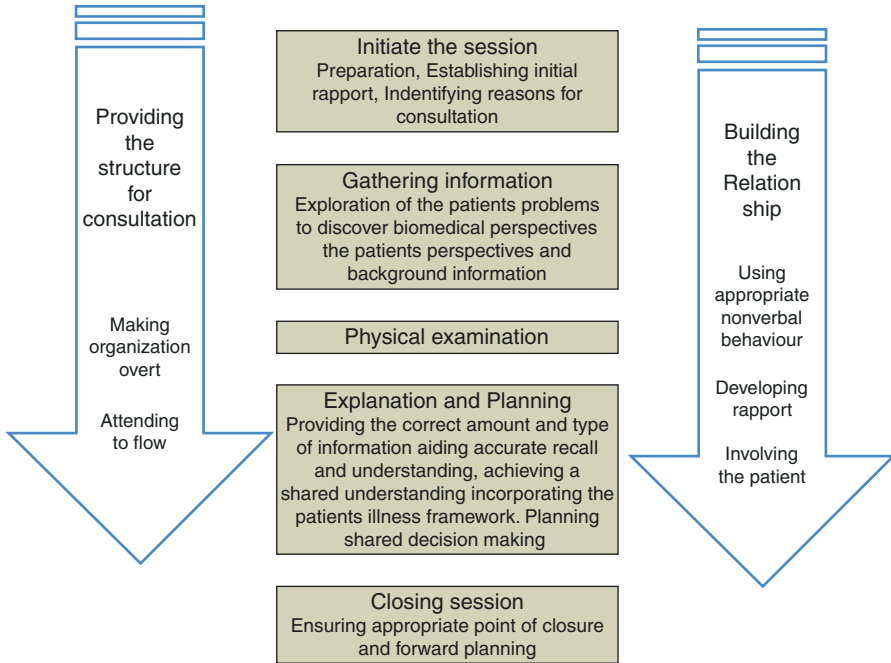 Providing
the
structure
for
consultation
Making
organization
overt
Attending
to flow
Initiate the session
Preparation, Establishing initial
rapport, Indentifying reasons for
consultation
Gathering information
Exploration of the patients problems
to discover biomedical perspectives
the patients perspectives and
background information
Physical examination
Explanation and Planning
Providing the correct amount and type
of information aiding accurate recall
and understanding, achieving a
shared understanding incorporating the
patients illness framework. Planning
shared decision making
Closing session
Ensuring appropriate point of closure
and forward planning
Building
the
Relation
ship
Using
appropriate
nonverbal
behaviour
Developing
rapport
Involving
the patient